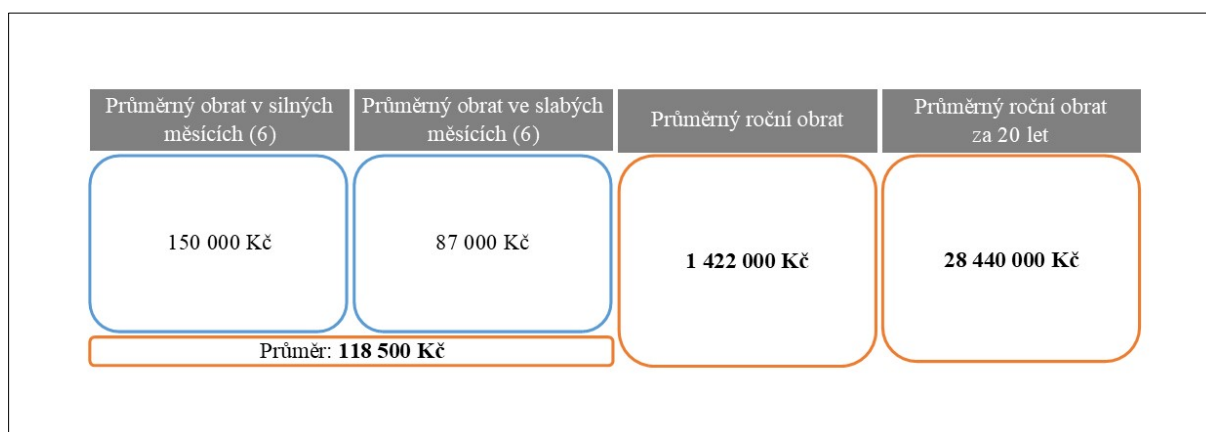 Průměrný obrat v silných
měsících (6)
Průměrný obrat ve slabých
měsících (6)
Průměrný roční obrat
Průměrný roční obrat
za 20 let
150 000 Kč
87 000 Kč
1 422 000 Kč
28 440 000 Kč
Průměr: 118 500 Kč